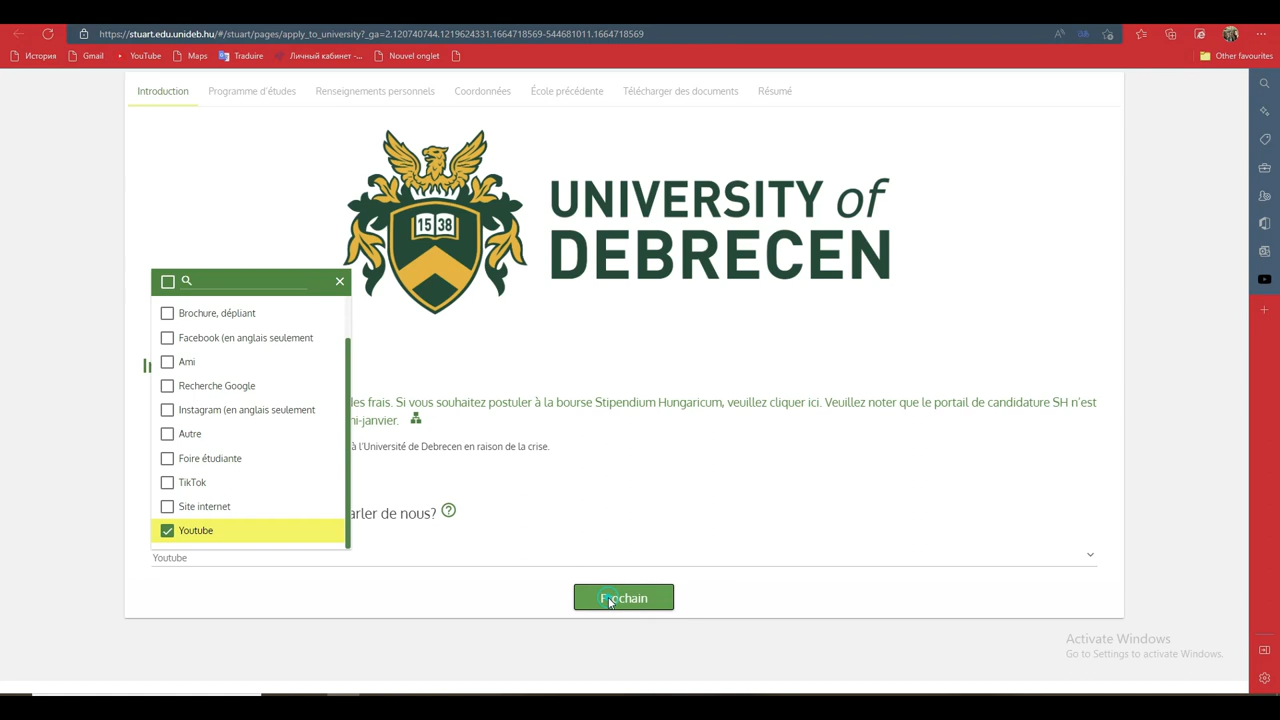 https://stuart.edu.unideb.hu/#/stuart/pages/apply_to_university?_ga=2.120740744.1219624331.1664718569-544681011.1664718569
История Gmail YouTube Maps Traduire Личный кабинет -... Nouvel onglet Other favourites
Introduction Programme d'études Renseignements personnels Coordonnées École précédente Télécharger des documents Résumé
15 38
UNIVERSITY of
DEBRECEN
Brochure, dépliant
Facebook (en anglais seulement
Ami
Recherche Google
Instagram (en anglais seulement
Autre
Foire étudiante
TikTok
Site internet
Youtube
des frais. Si vous souhaitez postuler à la bourse Stipendium Hungaricum, veuillez cliquer ici. Veuillez noter que le portail de candidature SH n'est
mi-janvier.
à l'Université de Debrecen en raison de la crise.
arler de nous?
Youtube
Prochain
Activate Windows
Go to Settings to activate Windows.